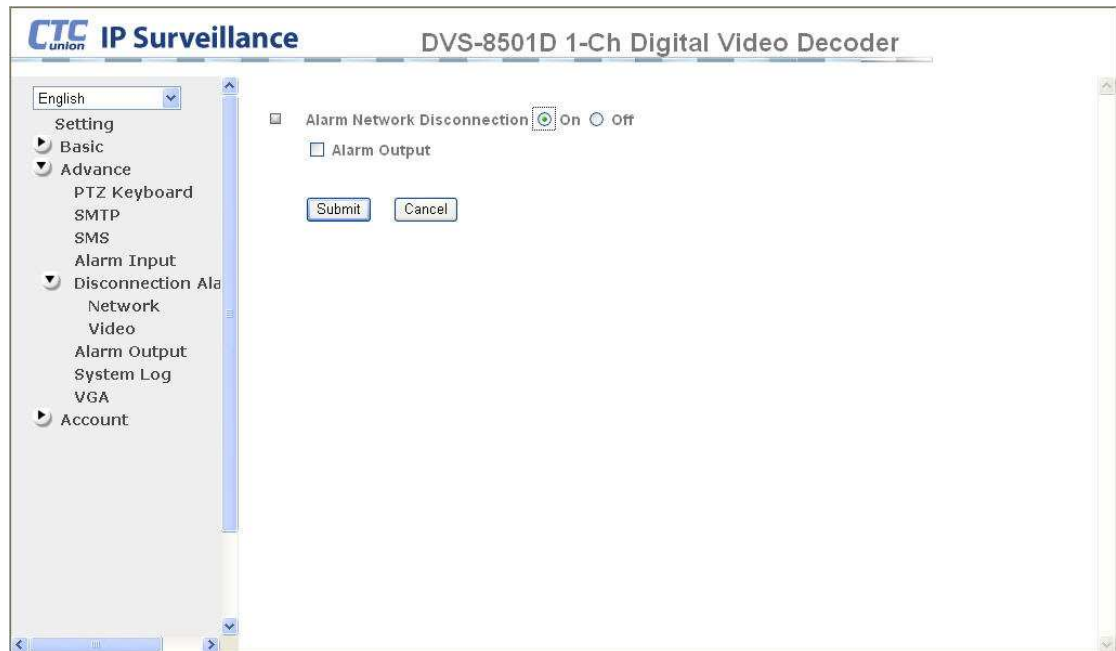 CTC union IP Surveillance
DVS-8501D 1-Ch Digital Video Decoder
English
Setting
Basic
Advance
PTZ Keyboard
SMTP
SMS
Alarm Input
Disconnection Ala
Network
Video
Alarm Output
System Log
VGA
Account
Alarm Network Disconnection On Off
Alarm Output
Submit Cancel